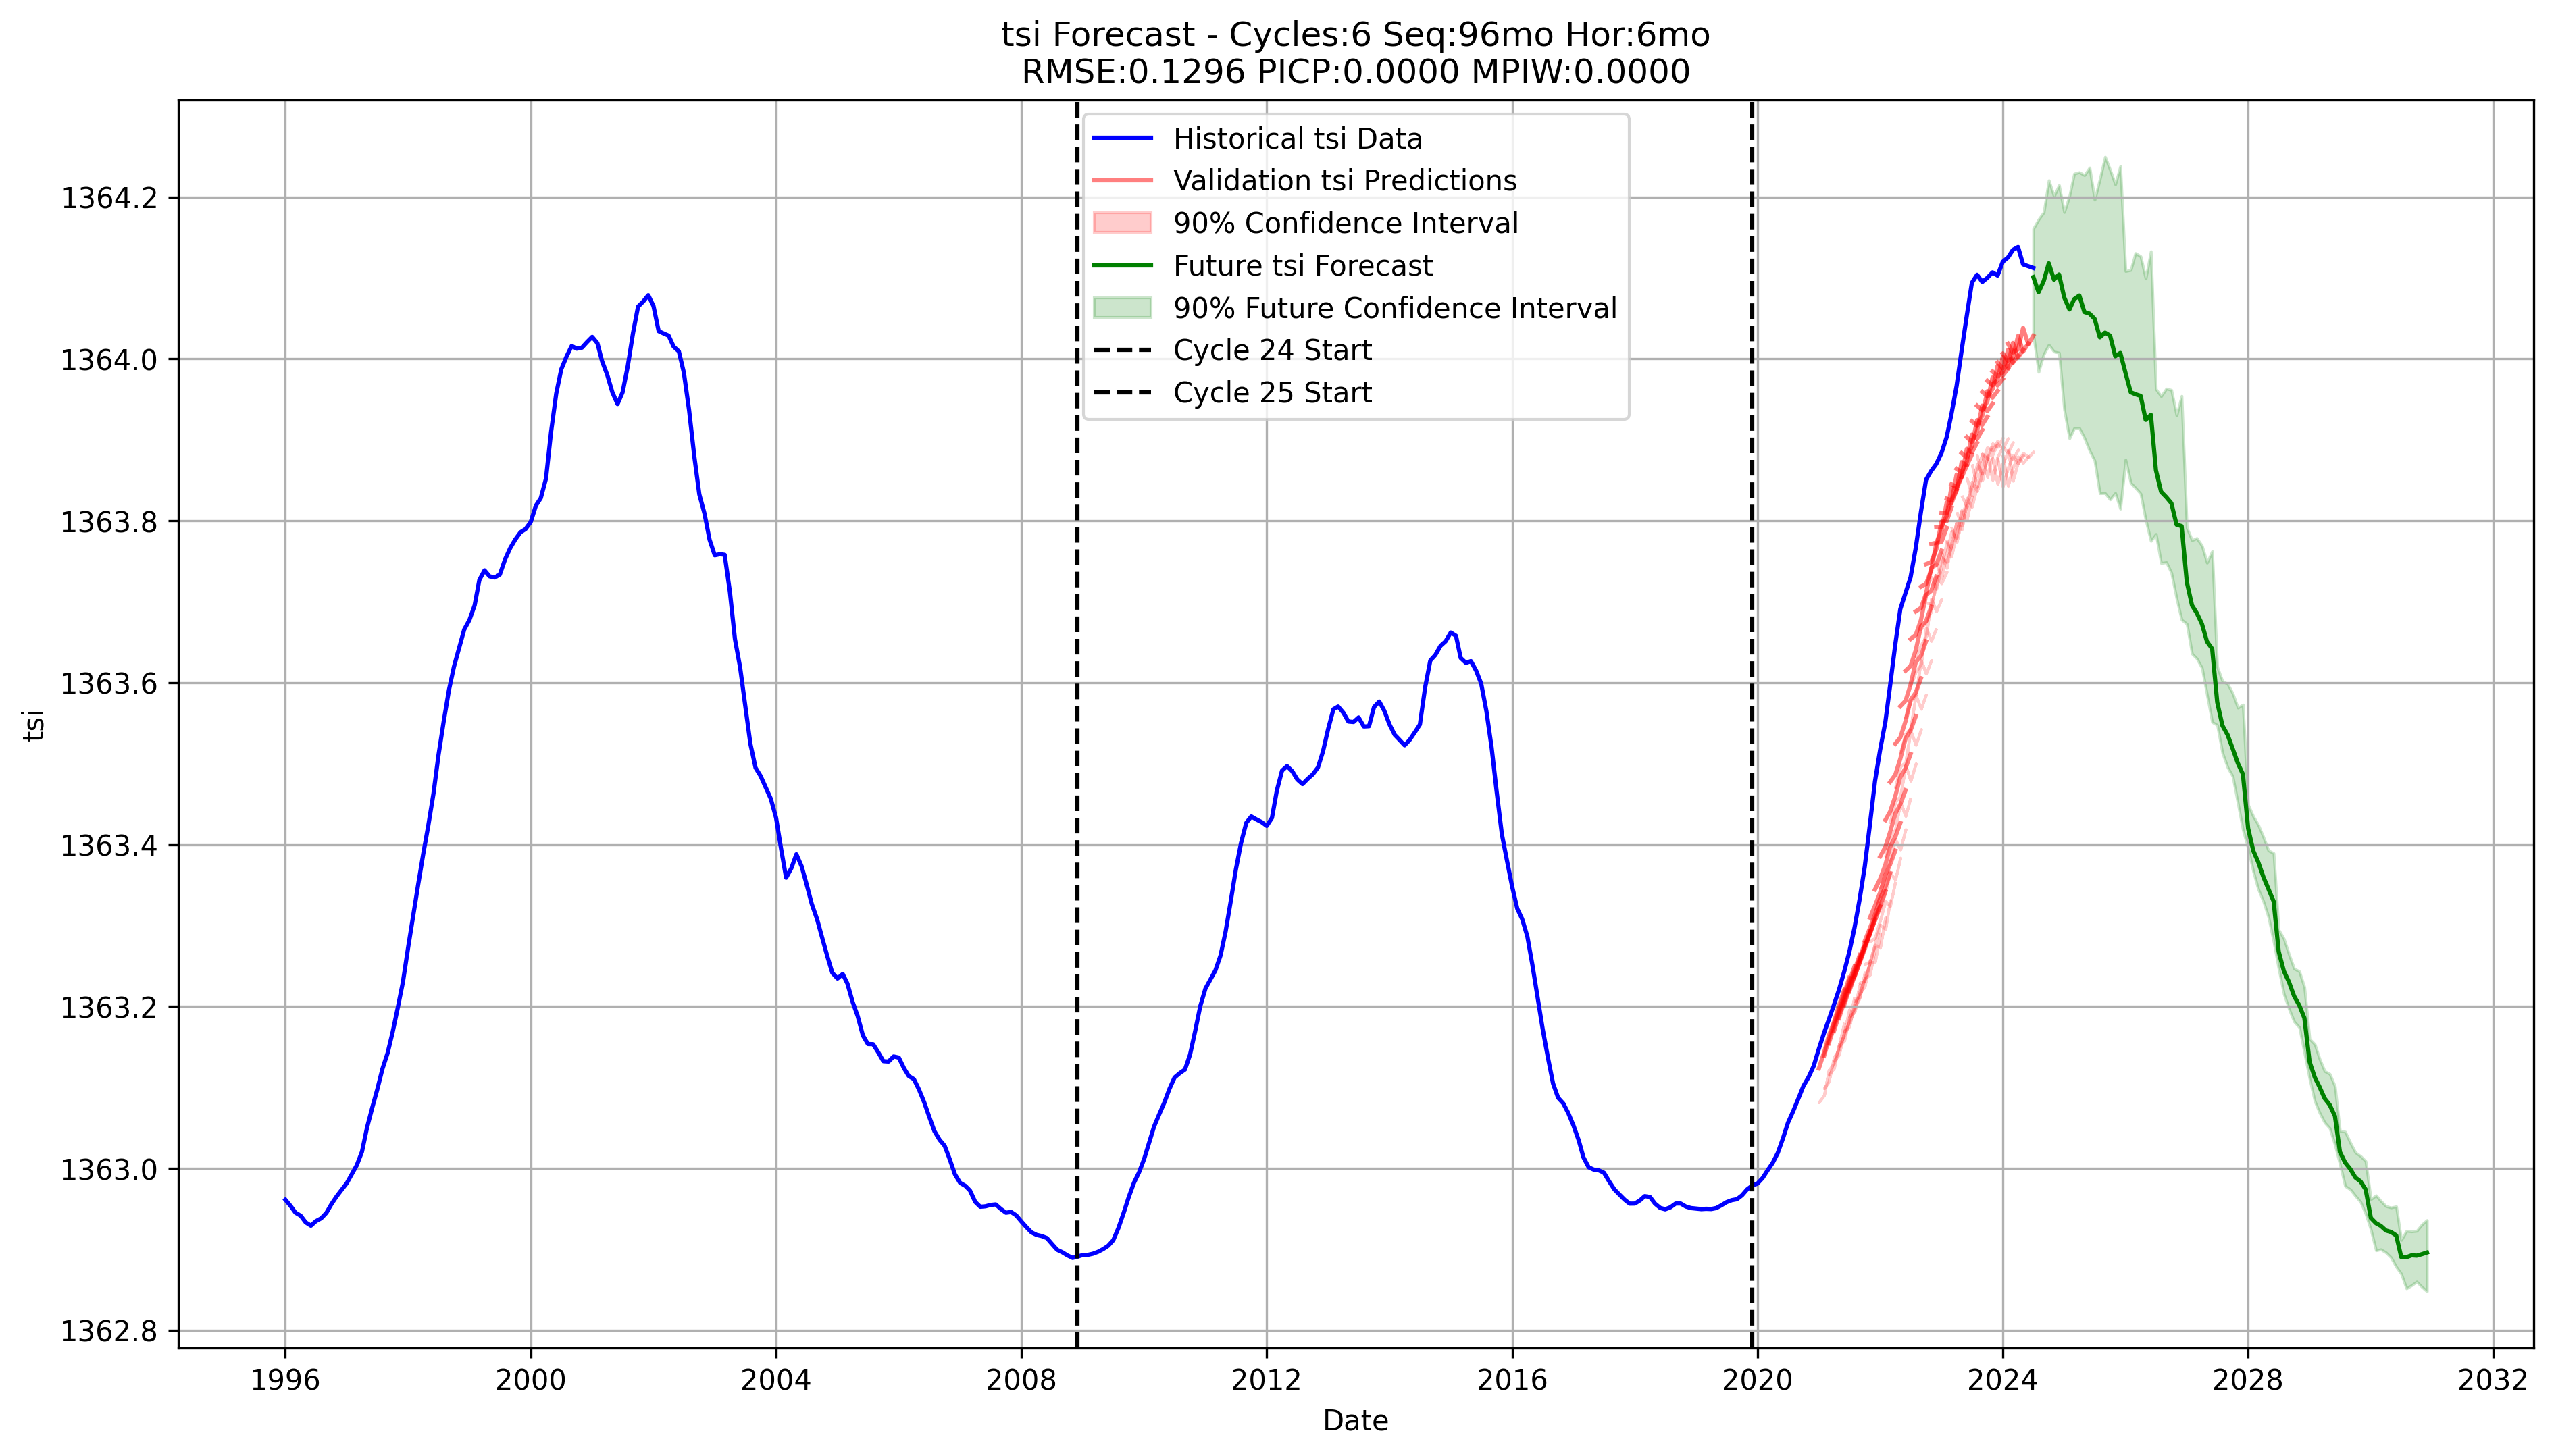 tsi Forecast - Cycles:6 Seq:96mo Hor:6mo
RMSE:0.1296 PICP:0.0000 MPIW:0.0000
Historical tsi Data
Validation tsi Predictions
90% Confidence Interval
Future tsi Forecast
90% Future Confidence Interval
Cycle 24 Start
Cycle 25 Start
tsi
1364.2
1364.0
1363.8
1363.6
1363.4
1363.2
1363.0
1362.8
1996 2000 2004 2008 2012 2016 2020 2024 2028 2032
Date